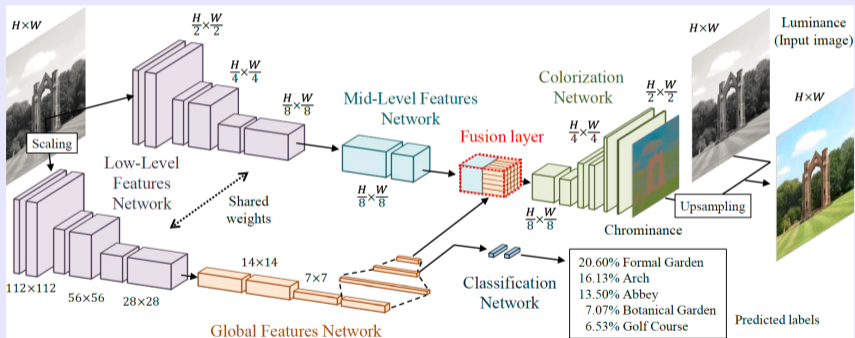 H×W
H/2×W/2
H/4×W/4
H/8×W/8
Scaling
Low-Level
Features
Network
Shared
weights
112×112
56×56
28×28
Mid-Level Features
Network
H/8×W/8
Fusion layer
14×14
7×7
Global Features Network
Classification
Network
Colorization
Network
H/8×W/8
H/4×W/4
H/2×W/2
Chrominance
H×W
Luminance
(Input image)
Upsampling
H×W
20.60% Formal Garden
16.13% Arch
13.50% Abbey
7.07% Botanical Garden
6.53% Golf Course
Predicted labels